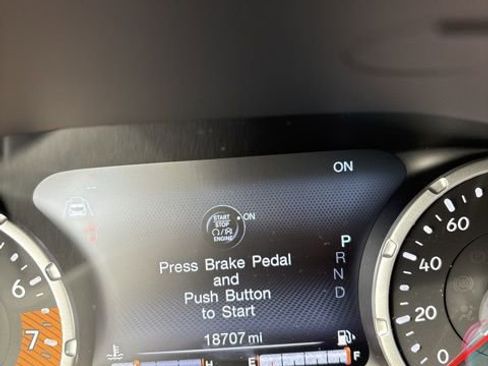 ON
START
STOP
ENGINE
ON
Press Brake Pedal
and
Push Button
to Start
P
R
N
D
18707 mi
H
E
F
6
7
60
40
20
0